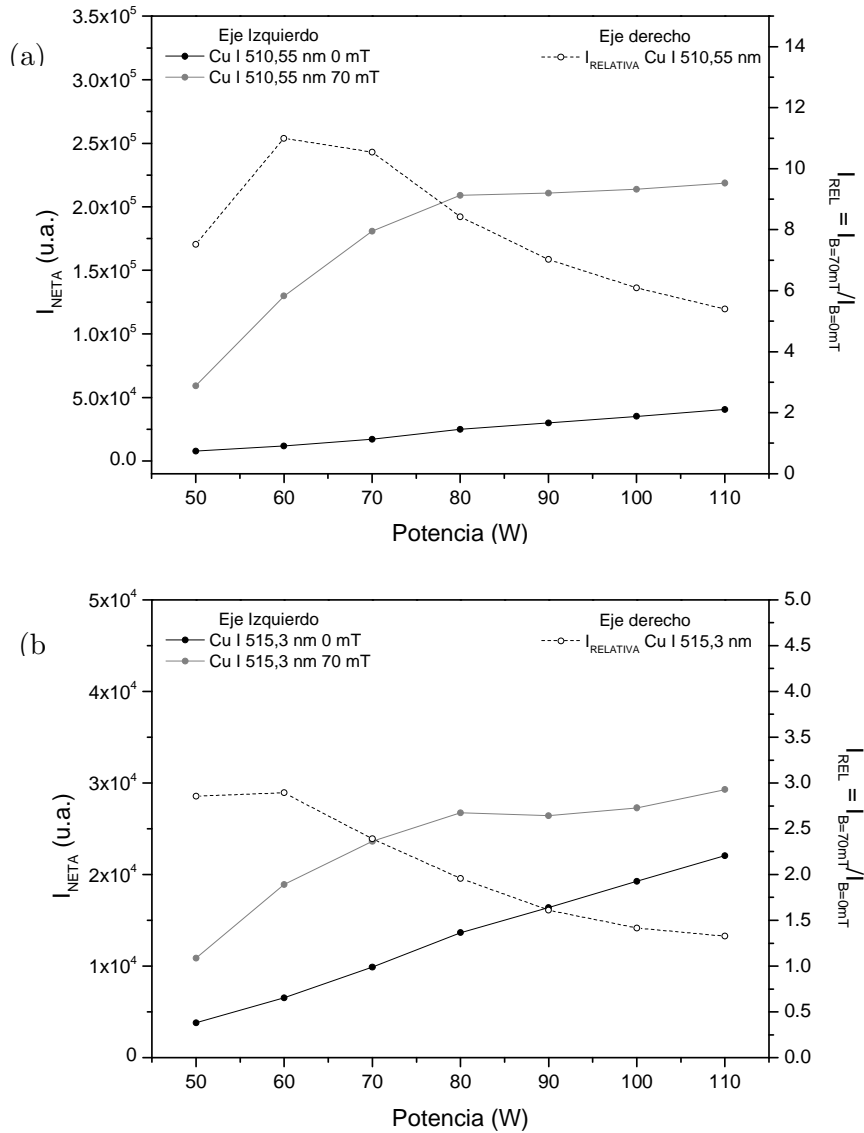 (a)
Eje Izquierdo
Cu I 510,55 nm 0 mT
Cu I 510,55 nm 70 mT
Eje derecho
I_RELATIVA Cu I 510,55 nm
3.5x10^5
3.0x10^5
2.5x10^5
2.0x10^5
1.5x10^5
1.0x10^5
5.0x10^4
0.0
I_NETA (u.a.)
14
12
10
8
6
4
2
0
I_REL = I_B=70mT/I_B=0mT
50 60 70 80 90 100 110
Potencia (W)
(b
Eje Izquierdo
Cu I 515,3 nm 0 mT
Cu I 515,3 nm 70 mT
Eje derecho
I_RELATIVA Cu I 515,3 nm
5x10^4
4x10^4
3x10^4
2x10^4
1x10^4
0
I_NETA (u.a.)
5.0
4.5
4.0
3.5
3.0
2.5
2.0
1.5
1.0
0.5
0.0
I_REL = I_B=70mT/I_B=0mT
50 60 70 80 90 100 110
Potencia (W)